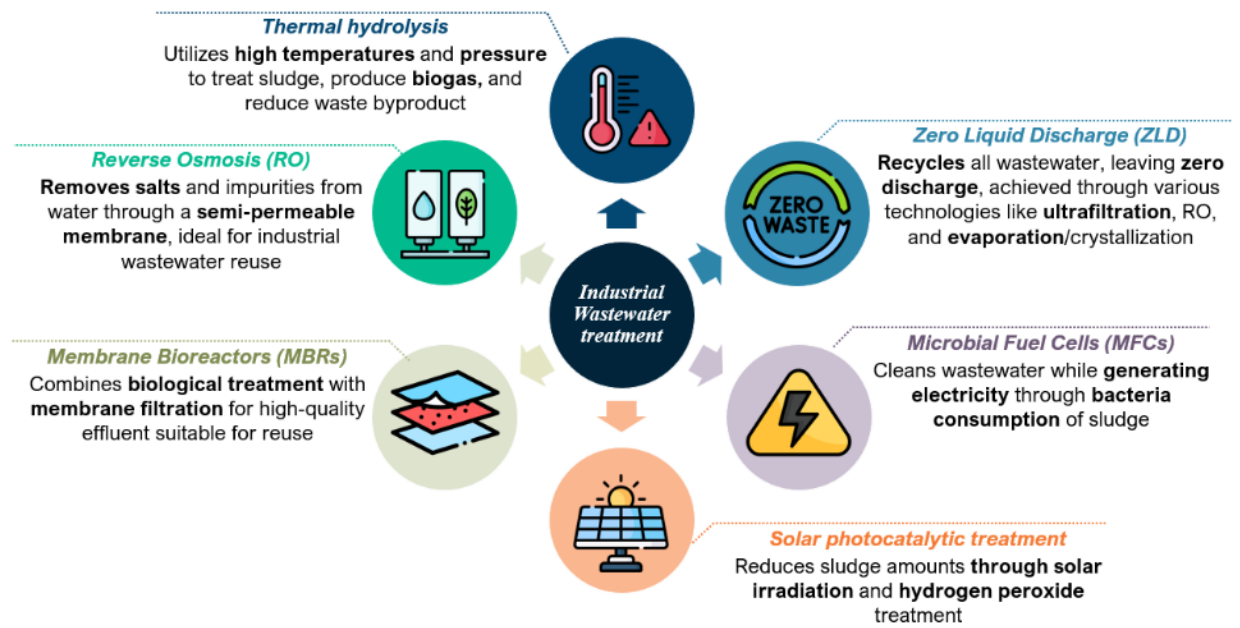 Thermal hydrolysis
Utilizes high temperatures and pressure
to treat sludge, produce biogas, and
reduce waste byproduct
Reverse Osmosis (RO)
Removes salts and impurities from
water through a semi-permeable
membrane, ideal for industrial
wastewater reuse
Zero Liquid Discharge (ZLD)
Recycles all wastewater, leaving zero
discharge, achieved through various
technologies like ultrafiltration, RO,
and evaporation/crystallization
ZERO
WASTE
Industrial
Wastewater
treatment
Membrane Bioreactors (MBRs)
Combines biological treatment with
membrane filtration for high-quality
effluent suitable for reuse
Microbial Fuel Cells (MFCs)
Cleans wastewater while generating
electricity through bacteria
consumption of sludge
Solar photocatalytic treatment
Reduces sludge amounts through solar
irradiation and hydrogen peroxide
treatment